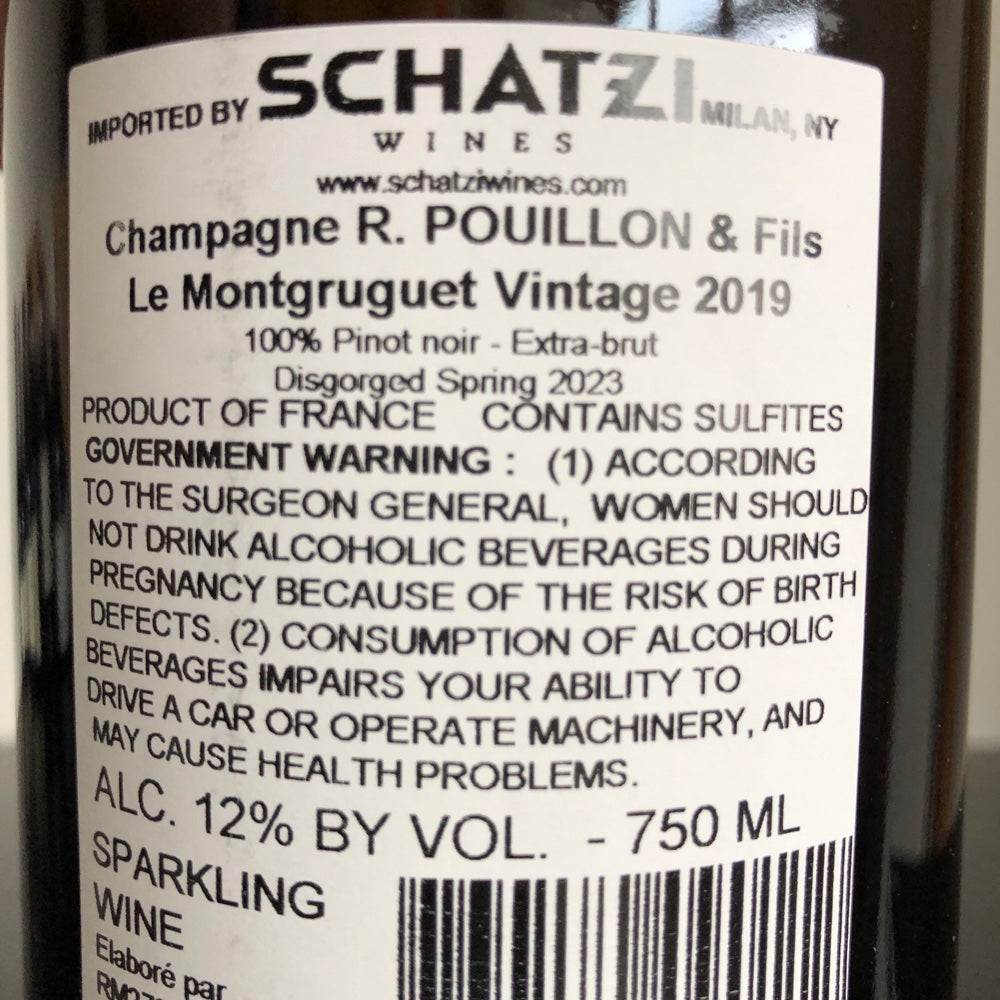 IMPORTED BY SCHATZI MILAN, NY
WINES
www.schatziwines.com
Champagne R. POUILLON & Fils
Le Montgruguet Vintage 2019
100% Pinot noir - Extra-brut
Disgorged Spring 2023
PRODUCT OF FRANCE CONTAINS SULFITES
GOVERNMENT WARNING : (1) ACCORDING
TO THE SURGEON GENERAL, WOMEN SHOULD
NOT DRINK ALCOHOLIC BEVERAGES DURING
PREGNANCY BECAUSE OF THE RISK OF BIRTH
DEFECTS. (2) CONSUMPTION OF ALCOHOLIC
BEVERAGES IMPAIRS YOUR ABILITY TO
DRIVE A CAR OR OPERATE MACHINERY, AND
MAY CAUSE HEALTH PROBLEMS.
ALC. 12% BY VOL. - 750 ML
SPARKLING
WINE
Elaboré par